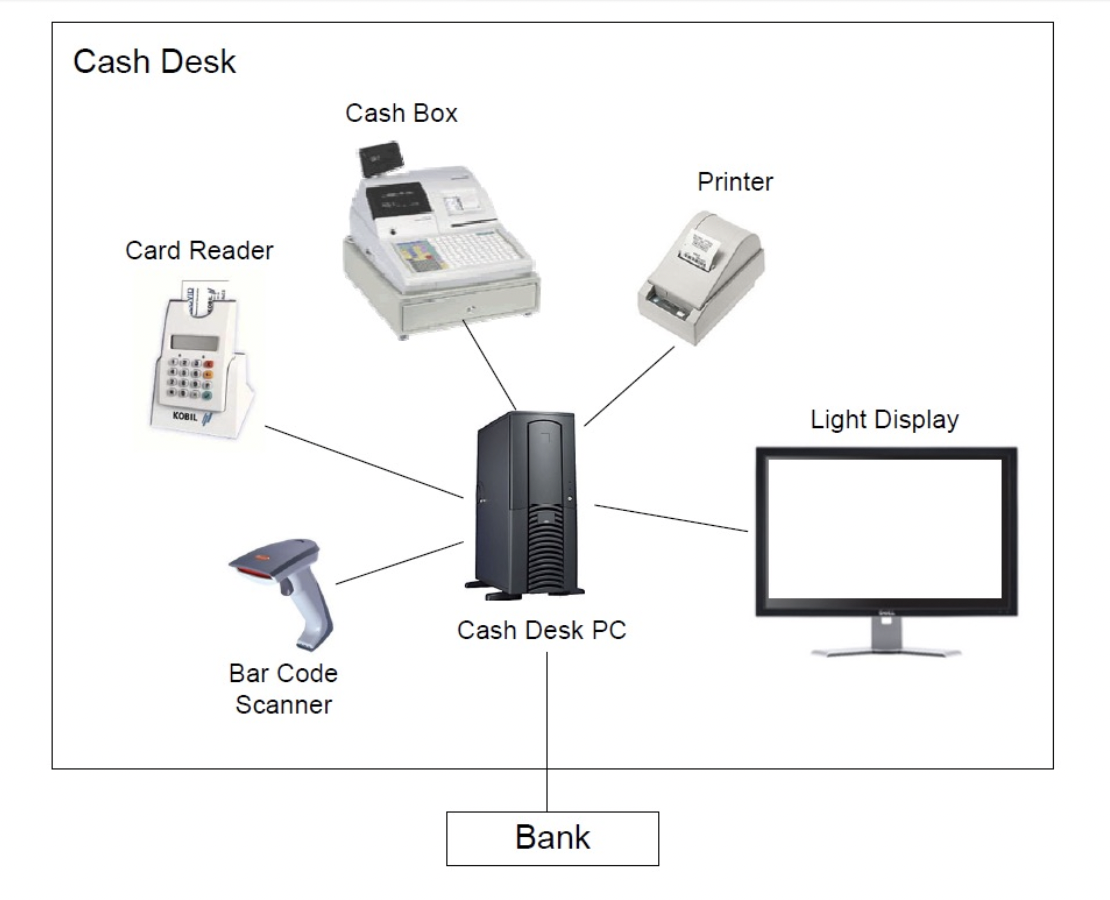 Cash Desk
Cash Box
Printer
Card Reader
KOBIL
Light Display
Cash Desk PC
Bar Code
Scanner
Bank